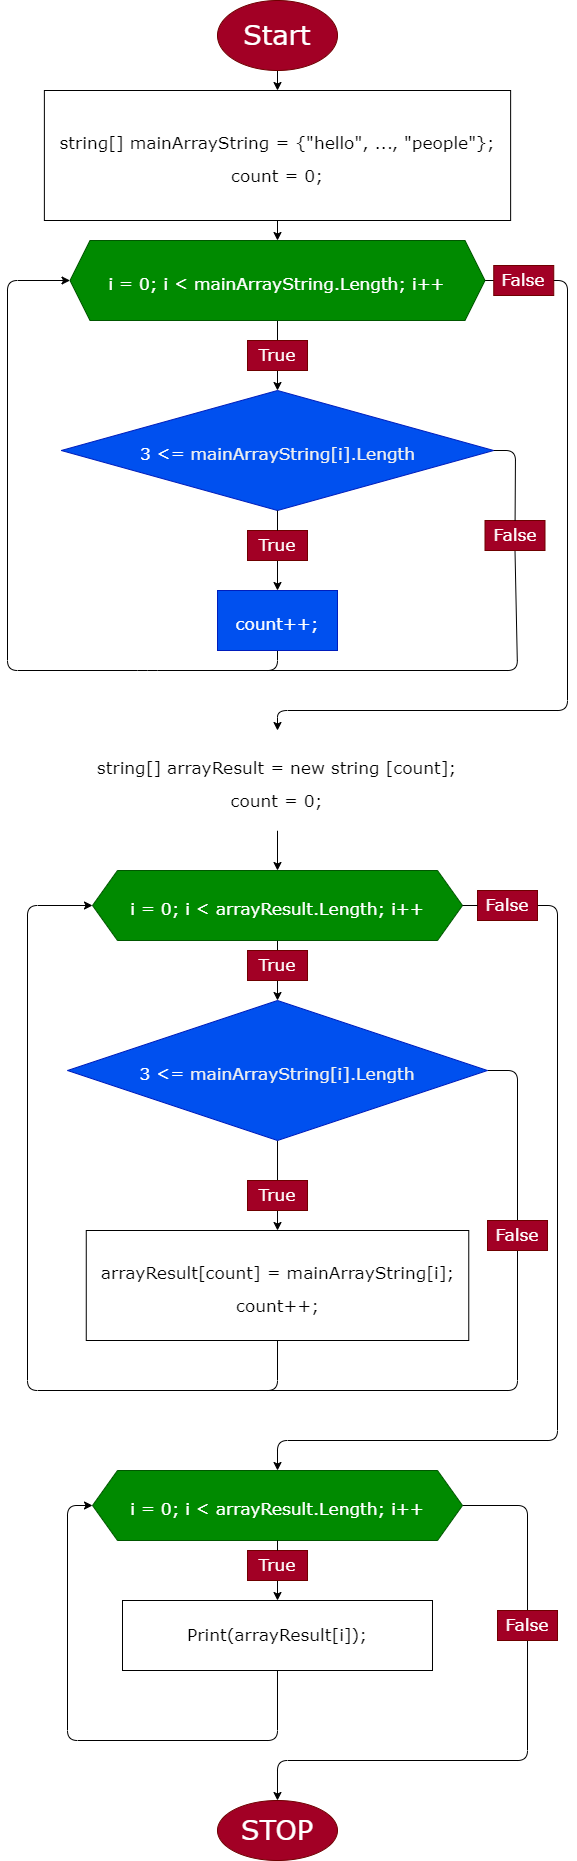 Start
string[] mainArrayString = {"hello", ..., "people"};
count = 0;
i = 0; i < mainArrayString.Length; i++
False
True
3 <= mainArrayString[i].Length
False
True
count++;
string[] arrayResult = new string [count];
count = 0;
i = 0; i < arrayResult.Length; i++
False
True
3 <= mainArrayString[i].Length
True
False
arrayResult[count] = mainArrayString[i];
count++;
i = 0; i < arrayResult.Length; i++
True
Print(arrayResult[i]);
False
STOP